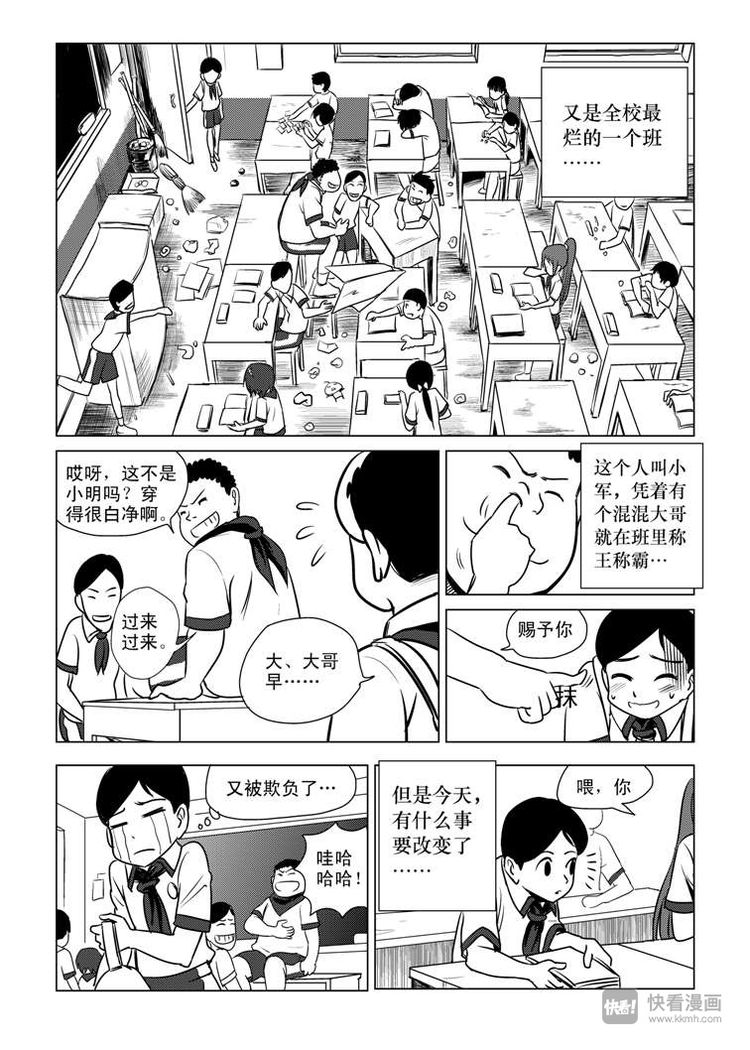 又是全校最
烂的一个班
……
哎呀，这不是
小明吗？穿
得很白净啊。
过来
过来。
大、大哥
早……
这个人叫小
军，凭着有
个混混大哥
就在班里称
王称霸…
赐予你
抹
又被欺负了…
哇哈
哈哈！
但是今天，
有什么事
要改变了
……
喂，你
快看！
快看漫画
www.kkmh.com